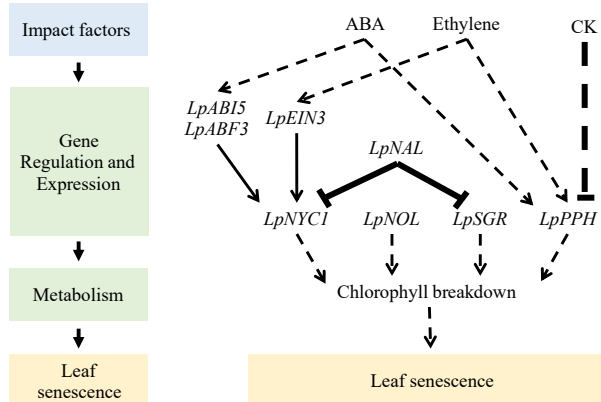 Impact factors
ABA
Ethylene
CK
Gene
Regulation and
Expression
LpABI5
LpABF3
LpEIN3
LpNAL
LpNYC1
LpNOL
LpSGR
LpPPH
Metabolism
Chlorophyll breakdown
Leaf
senescence
Leaf senescence